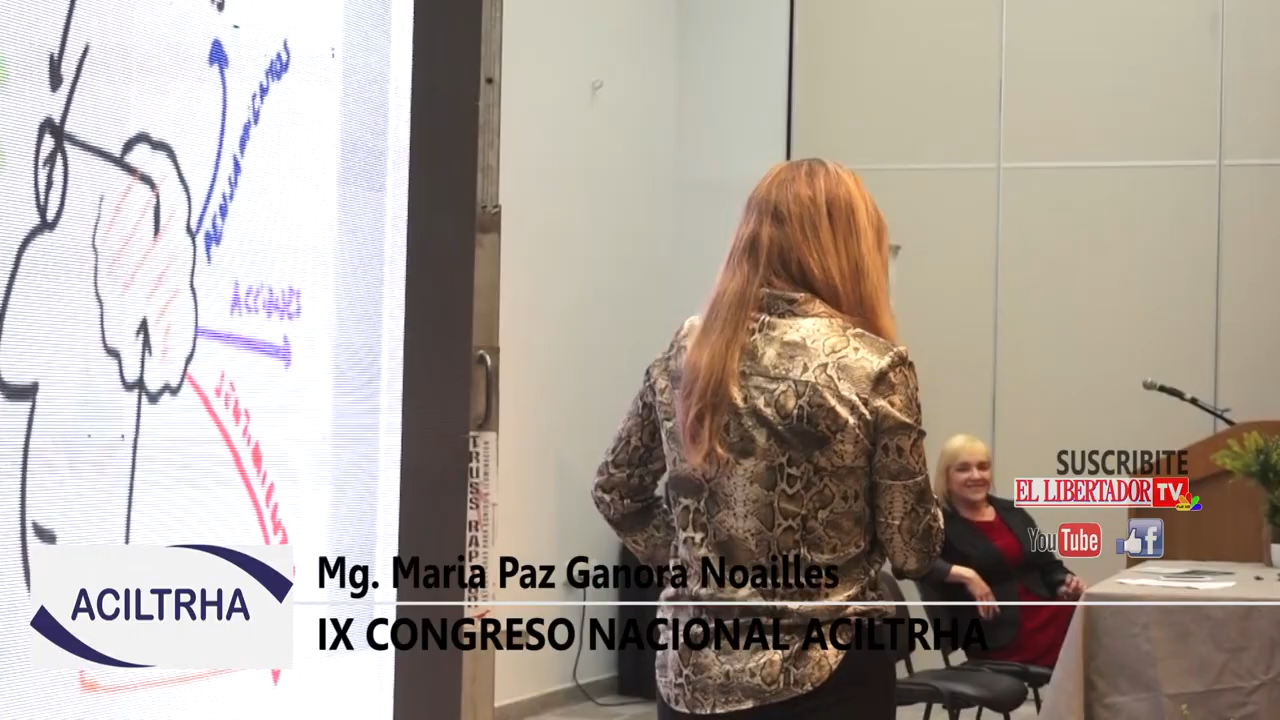 ACCIONES
SUSCRIBITE
EL LIBERTADOR TV
YouTube f
Mg. Maria Paz Ganora Noailles
ACILTRHA
IX CONGRESO NACIONAL ACILTRHA